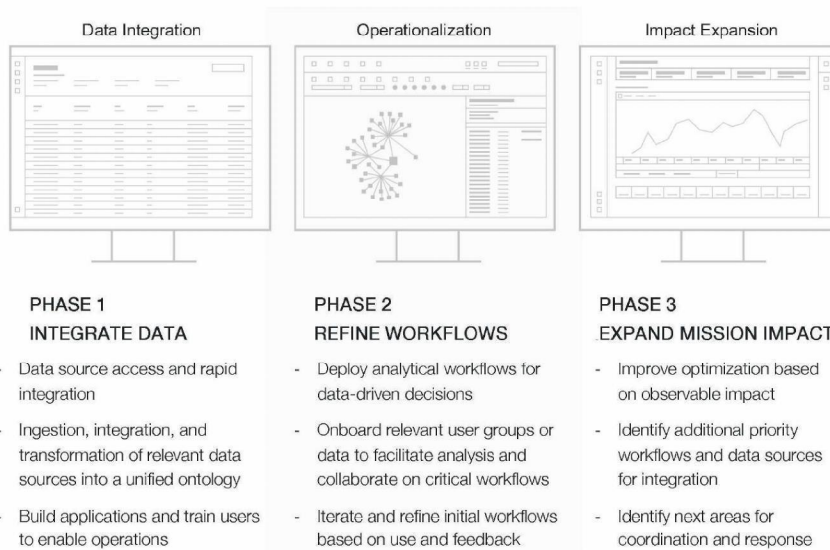 Data Integration
Operationalization
Impact Expansion
PHASE 1
INTEGRATE DATA
- Data source access and rapid
integration
- Ingestion, integration, and
transformation of relevant data
sources into a unified ontology
- Build applications and train users
to enable operations
PHASE 2
REFINE WORKFLOWS
- Deploy analytical workflows for
data-driven decisions
- Onboard relevant user groups or
data to facilitate analysis and
collaborate on critical workflows
- Iterate and refine initial workflows
based on use and feedback
PHASE 3
EXPAND MISSION IMPACT
- Improve optimization based
on observable impact
- Identify additional priority
workflows and data sources
for integration
- Identify next areas for
coordination and response